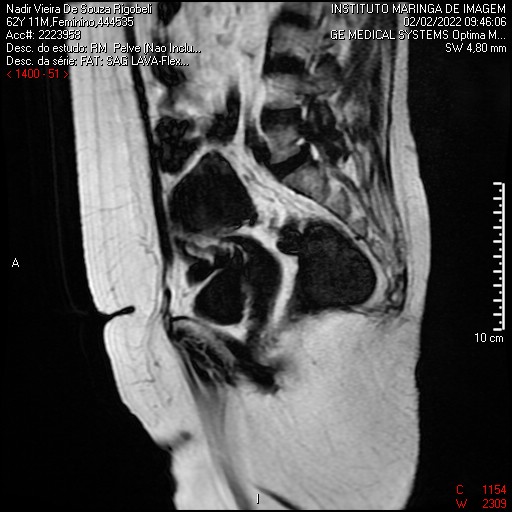 Nadir Vieira De Souza Rigobeli
62Y 11M,Feminino,444535
Acc#: 2223953
Desc. do estudo: RM Pelve (Nao Inclu...
Desc. da série: FAT: SAG LAVA-Flex...
< 1400 - 51 >
INSTITUTO MARINGA DE IMAGEM
02/02/2022 09:46:06
GE MEDICAL SYSTEMS Optima M...
SW 4,80 mm
A
10 cm
I
C 1154
W 2309